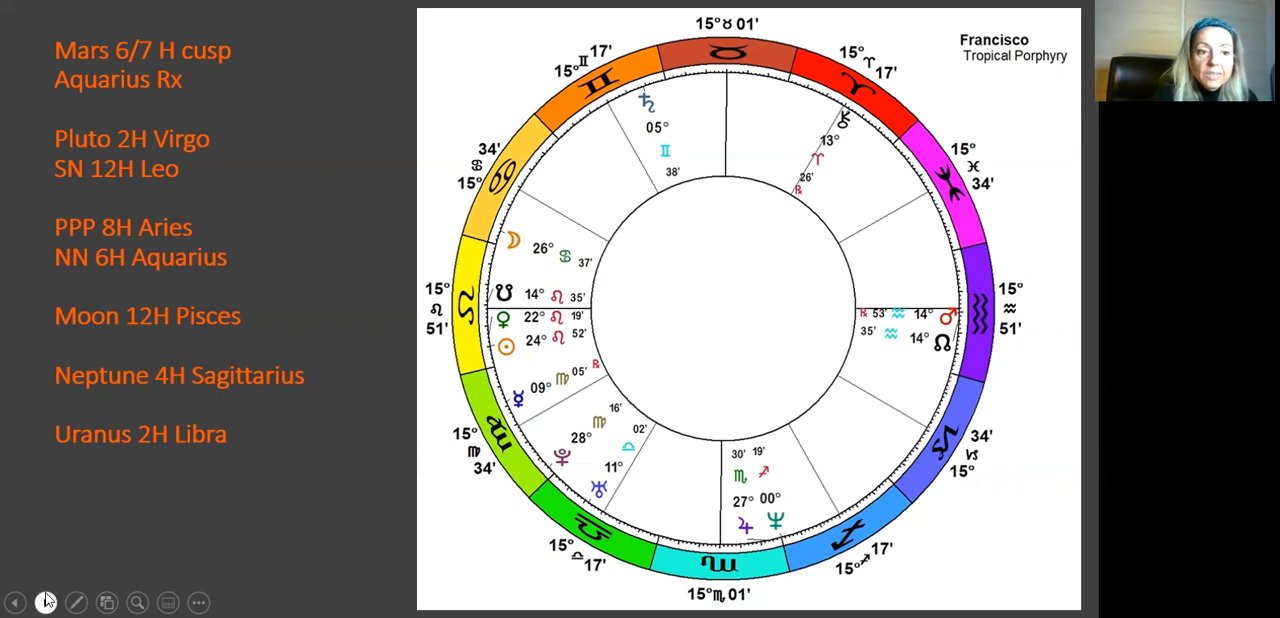 Mars 6/7 H cusp
Aquarius Rx
Pluto 2H Virgo
SN 12H Leo
PPP 8H Aries
NN 6H Aquarius
Moon 12H Pisces
Neptune 4H Sagittarius
Uranus 2H Libra
Francisco
Tropical Porphyry
15° ♉ 01'
15° ♊ 17'
15° ♈ 17'
34' ♋ 15°
15° ♓ 34'
♄ 05° ♊ 38'
⚷ 13° ♈ 26' ℞
☽ 26° ♋ 37'
15° ♌ 51'
☋ 14° ♌ 35'
♀ 22° ♌ 19'
☉ 24° ♌ 52'
☿ 09° ♍ 05' ℞
℞ 53' ♒ 14° ♂
35' ♒ 14° ☊
15° ♒ 51'
♇ 28° ♍ 16'
♅ 11° ♎ 02'
♃ 27° ♏ 30'
♆ 00° ♐ 19'
15° ♍ 34'
34' ♑ 15°
15° ♎ 17'
15° ♐ 17'
15° ♏ 01'